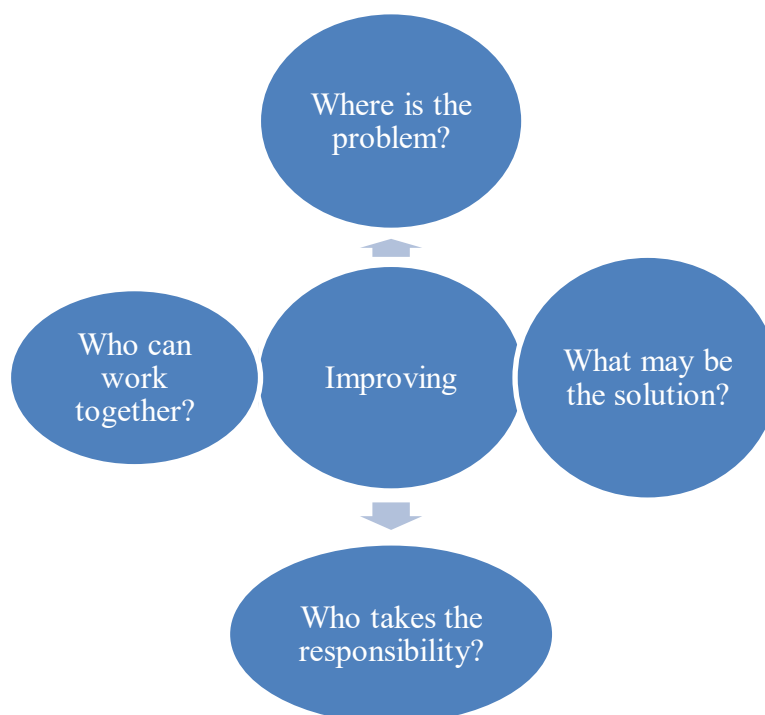 Where is the
problem?
Who can
work
together?
Improving
What may be
the solution?
Who takes the
responsibility?